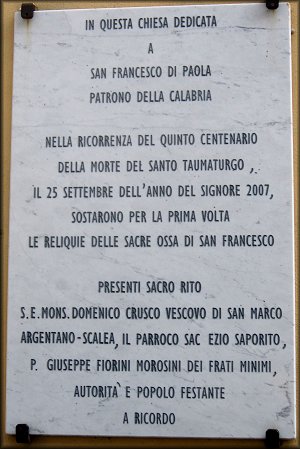 IN QUESTA CHIESA DEDICATA
A
SAN FRANCESCO DI PAOLA
PATRONO DELLA CALABRIA
NELLA RICORRENZA DEL QUINTO CENTENARIO
DELLA MORTE DEL SANTO TAUMATURGO ,
IL 25 SETTEMBRE DELL'ANNO DEL SIGNORE 2007,
SOSTARONO PER LA PRIMA VOLTA
LE RELIQUIE DELLE SACRE OSSA DI SAN FRANCESCO
PRESENTI SACRO RITO
S.E.MONS.DOMENICO CRUSCO VESCOVO DI SAN MARCO
ARGENTANO-SCALEA, IL PARROCO SAC EZIO SAPORITO,
P. GIUSEPPE FIORINI MOROSINI DEI FRATI MINIMI,
AUTORITA' E POPOLO FESTANTE
A RICORDO